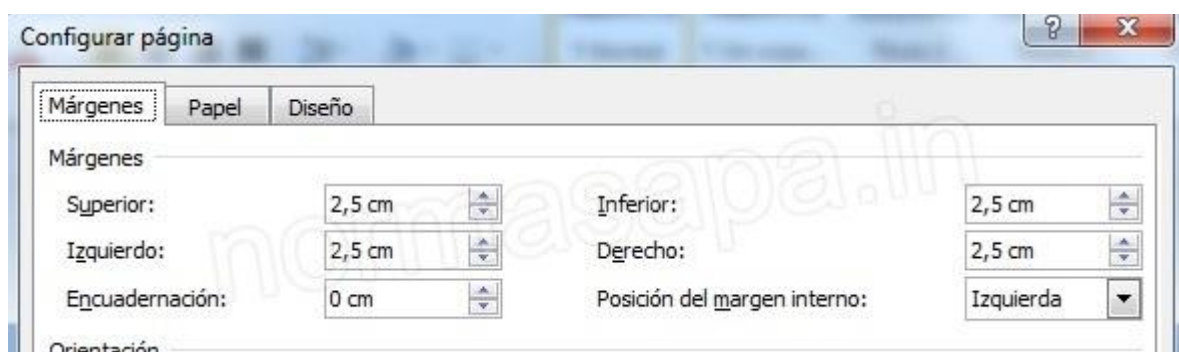 Configurar página
Márgenes Papel Diseño
Márgenes
Superior: 2,5 cm Inferior: 2,5 cm
Izquierdo: 2,5 cm Derecho: 2,5 cm
Encuadernación: 0 cm Posición del margen interno: Izquierda
Orientación
normasapa.in